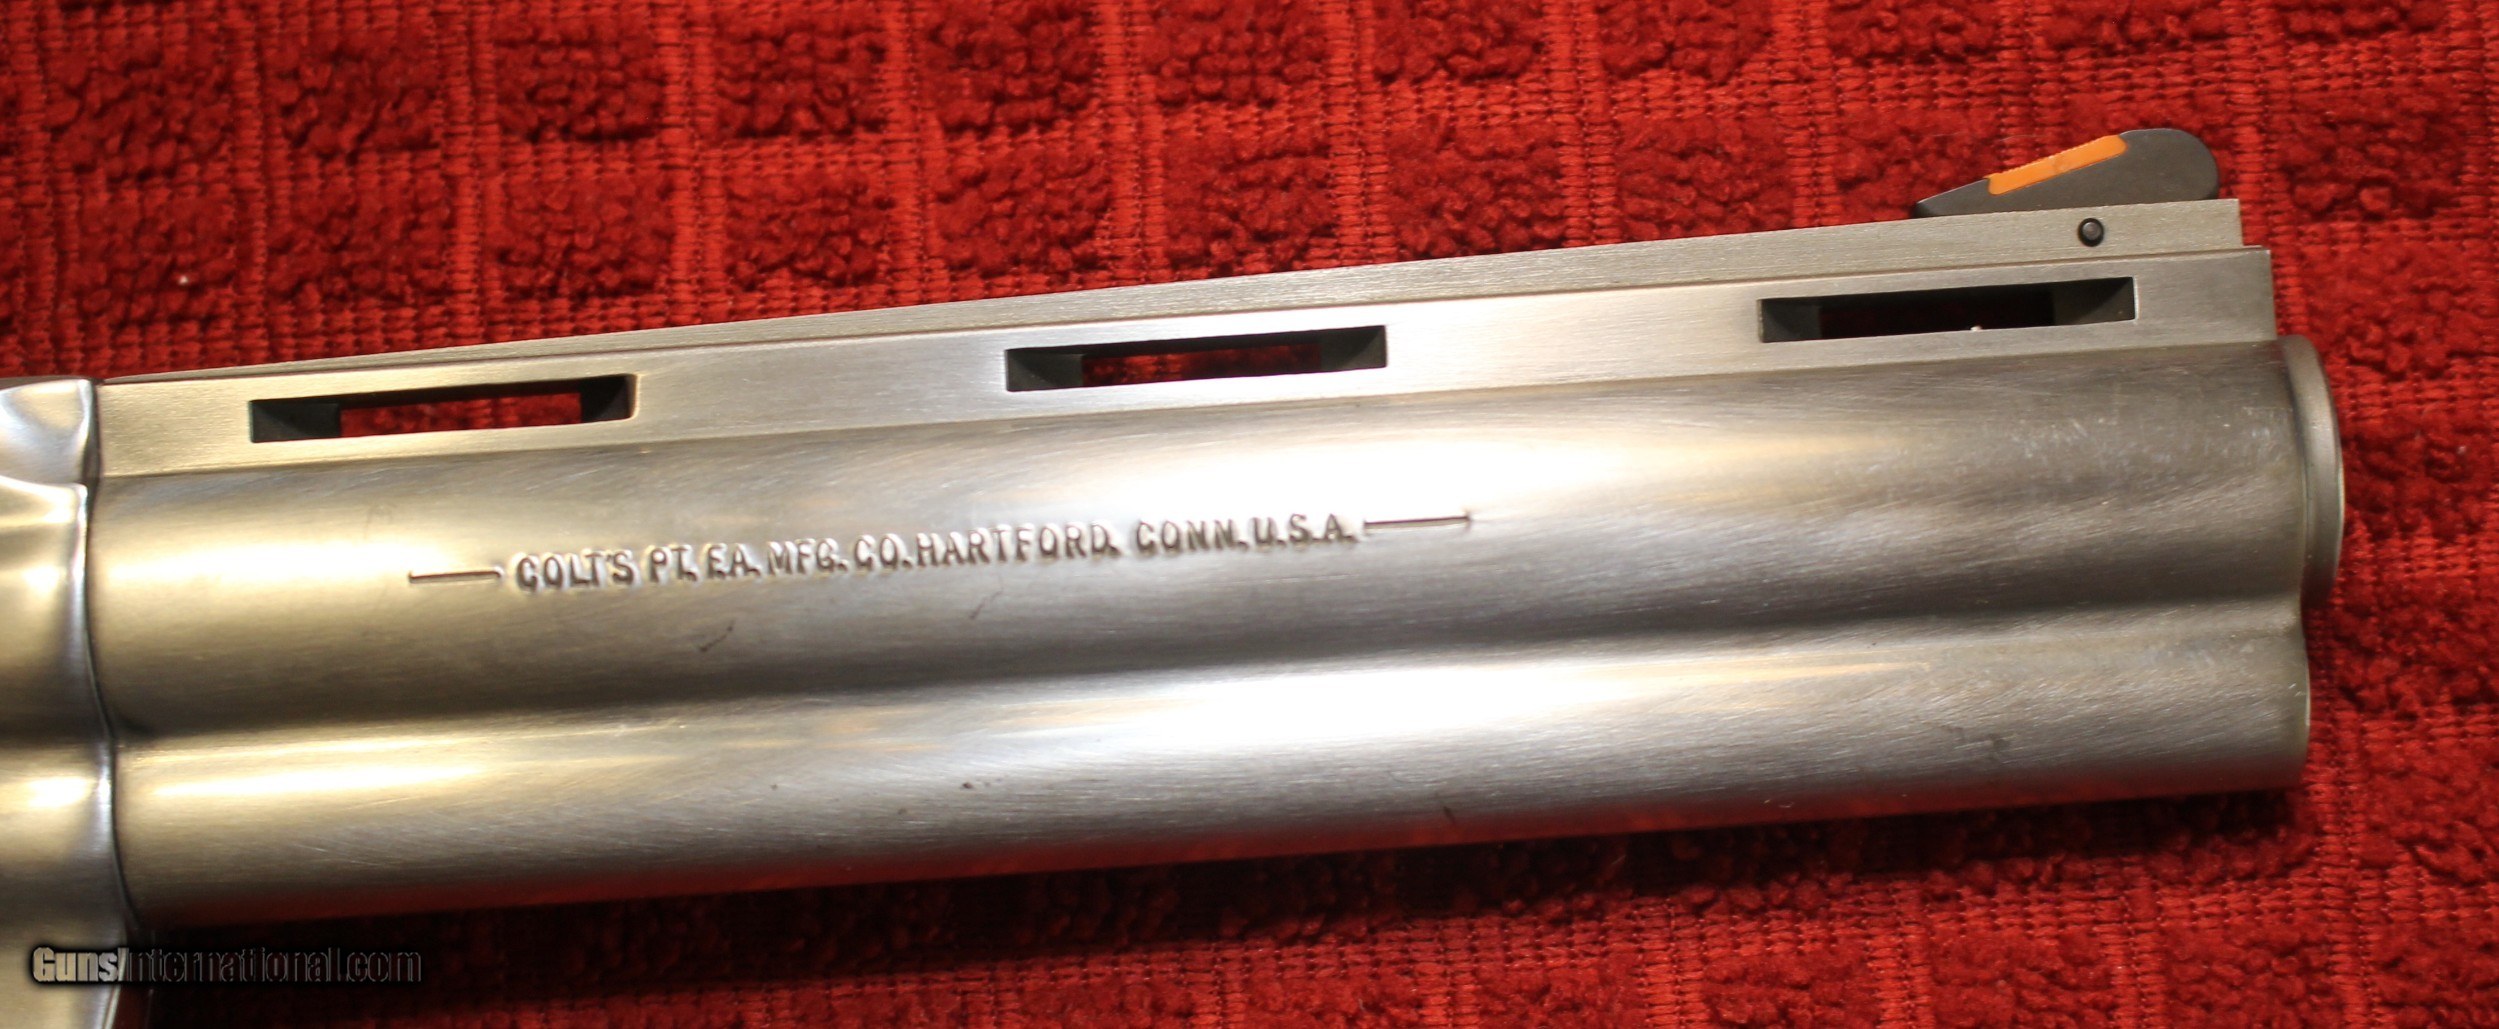 COLT'S PT. F.A. MFG. CO. HARTFORD. CONN. U.S.A.
GunsInternational.com